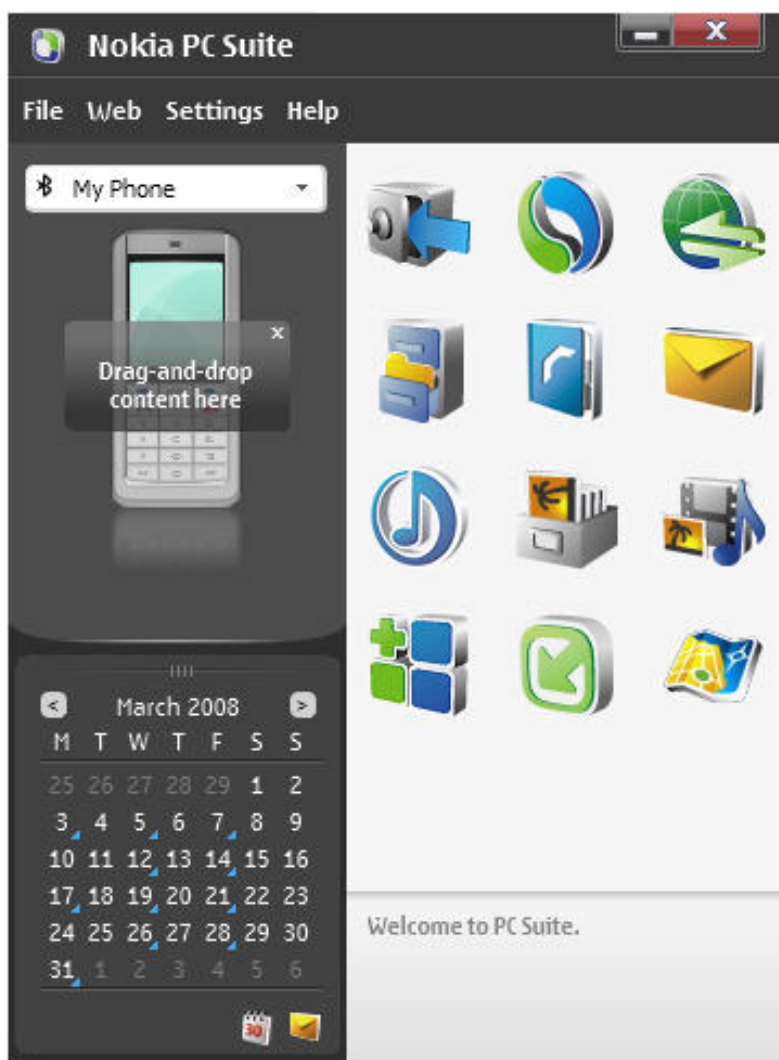 Nokia PC Suite
File Web Settings Help
My Phone
Drag-and-drop
content here
March 2008
M T W T F S S
25 26 27 28 29 1 2
3 4 5 6 7 8 9
10 11 12 13 14 15 16
17 18 19 20 21 22 23
24 25 26 27 28 29 30
31 1 2 3 4 5 6
30
Welcome to PC Suite.